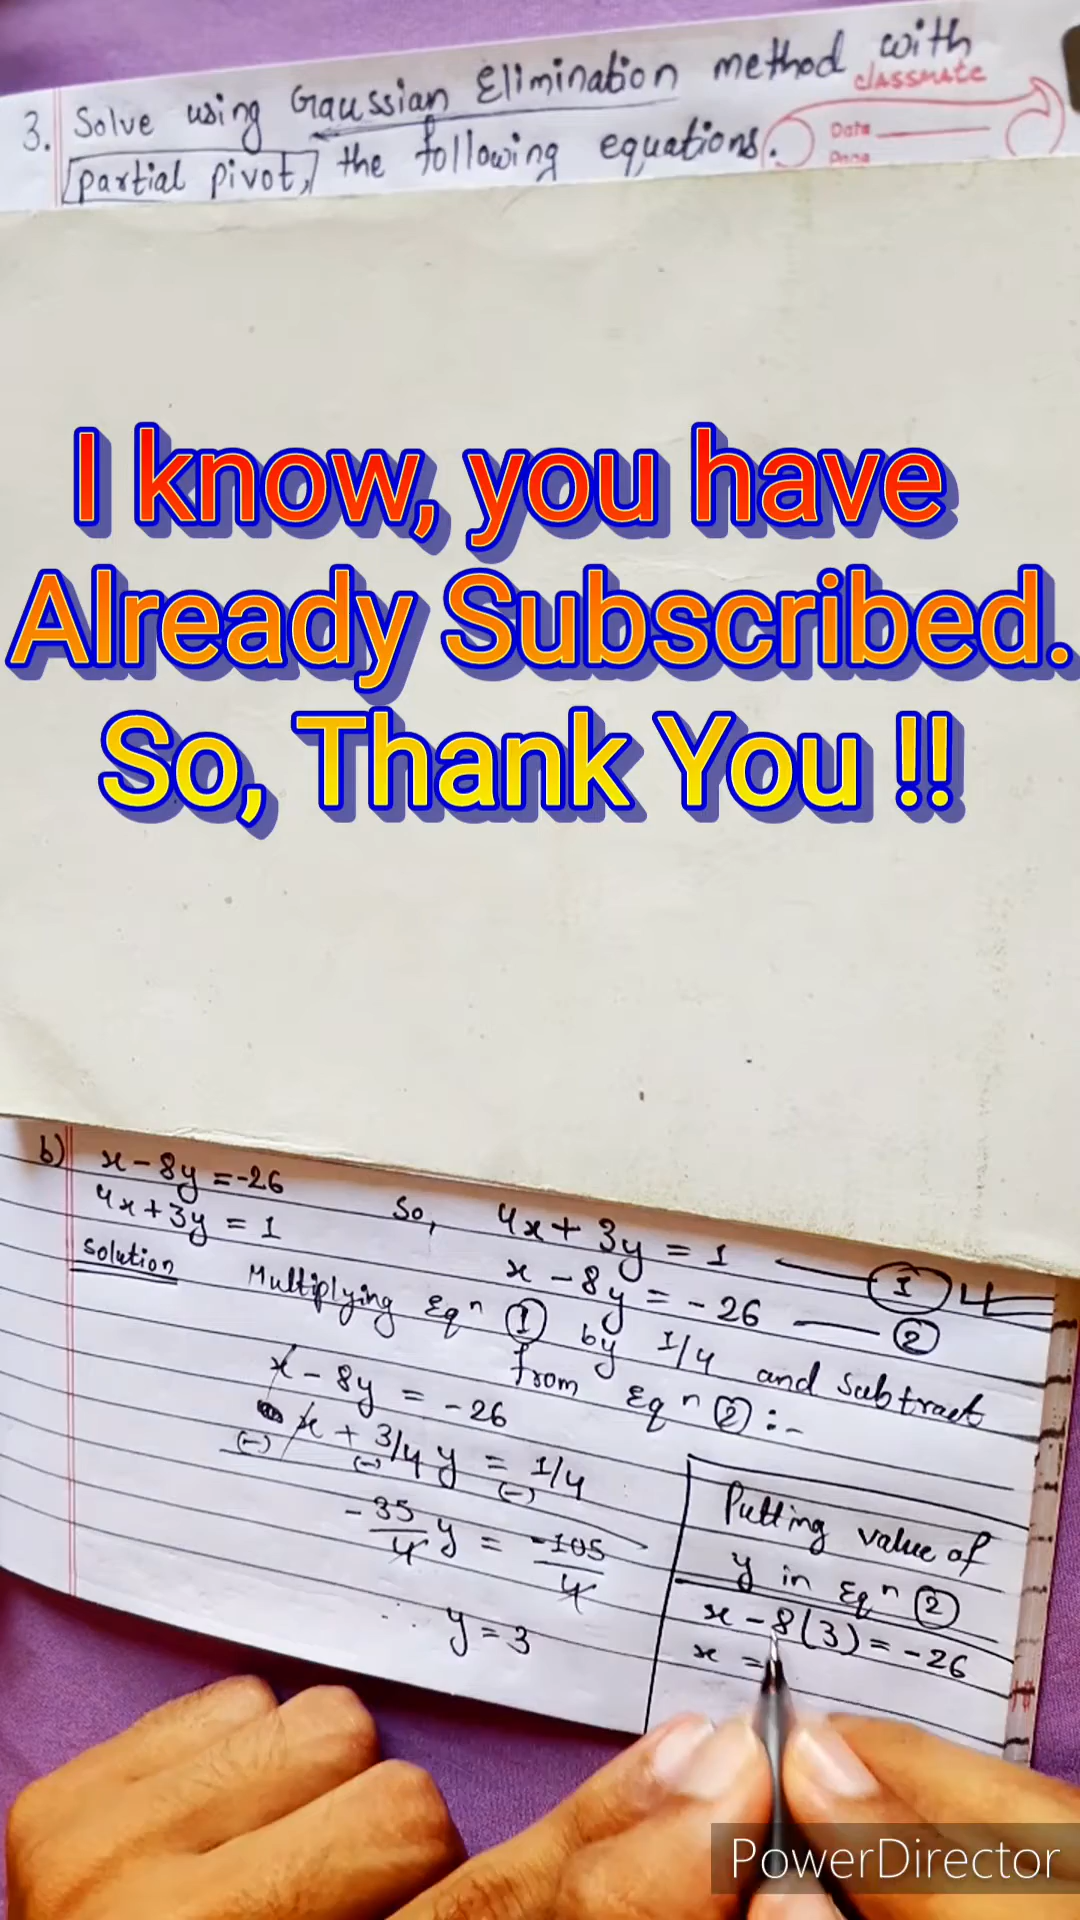 3. Solve using Gaussian Elimination method with
classmate
partial pivot, the following equations.
Date
Page
I know, you have
Already Subscribed.
So, Thank You !!
b) x - 8y = -26
4x + 3y = 1
So, 4x + 3y = 1 — ①
x - 8y = -26 — ②
Solution
Multiplying Eqⁿ ① by 1/4 and Subtract
from Eqⁿ ② :-
x - 8y = -26
x + 3/4 y = 1/4
(-) (-) (-)
-35/4 y = -105/4
∴ y = 3
Putting value of
y in Eqⁿ ②
x - 8(3) = -26
x =
PowerDirector